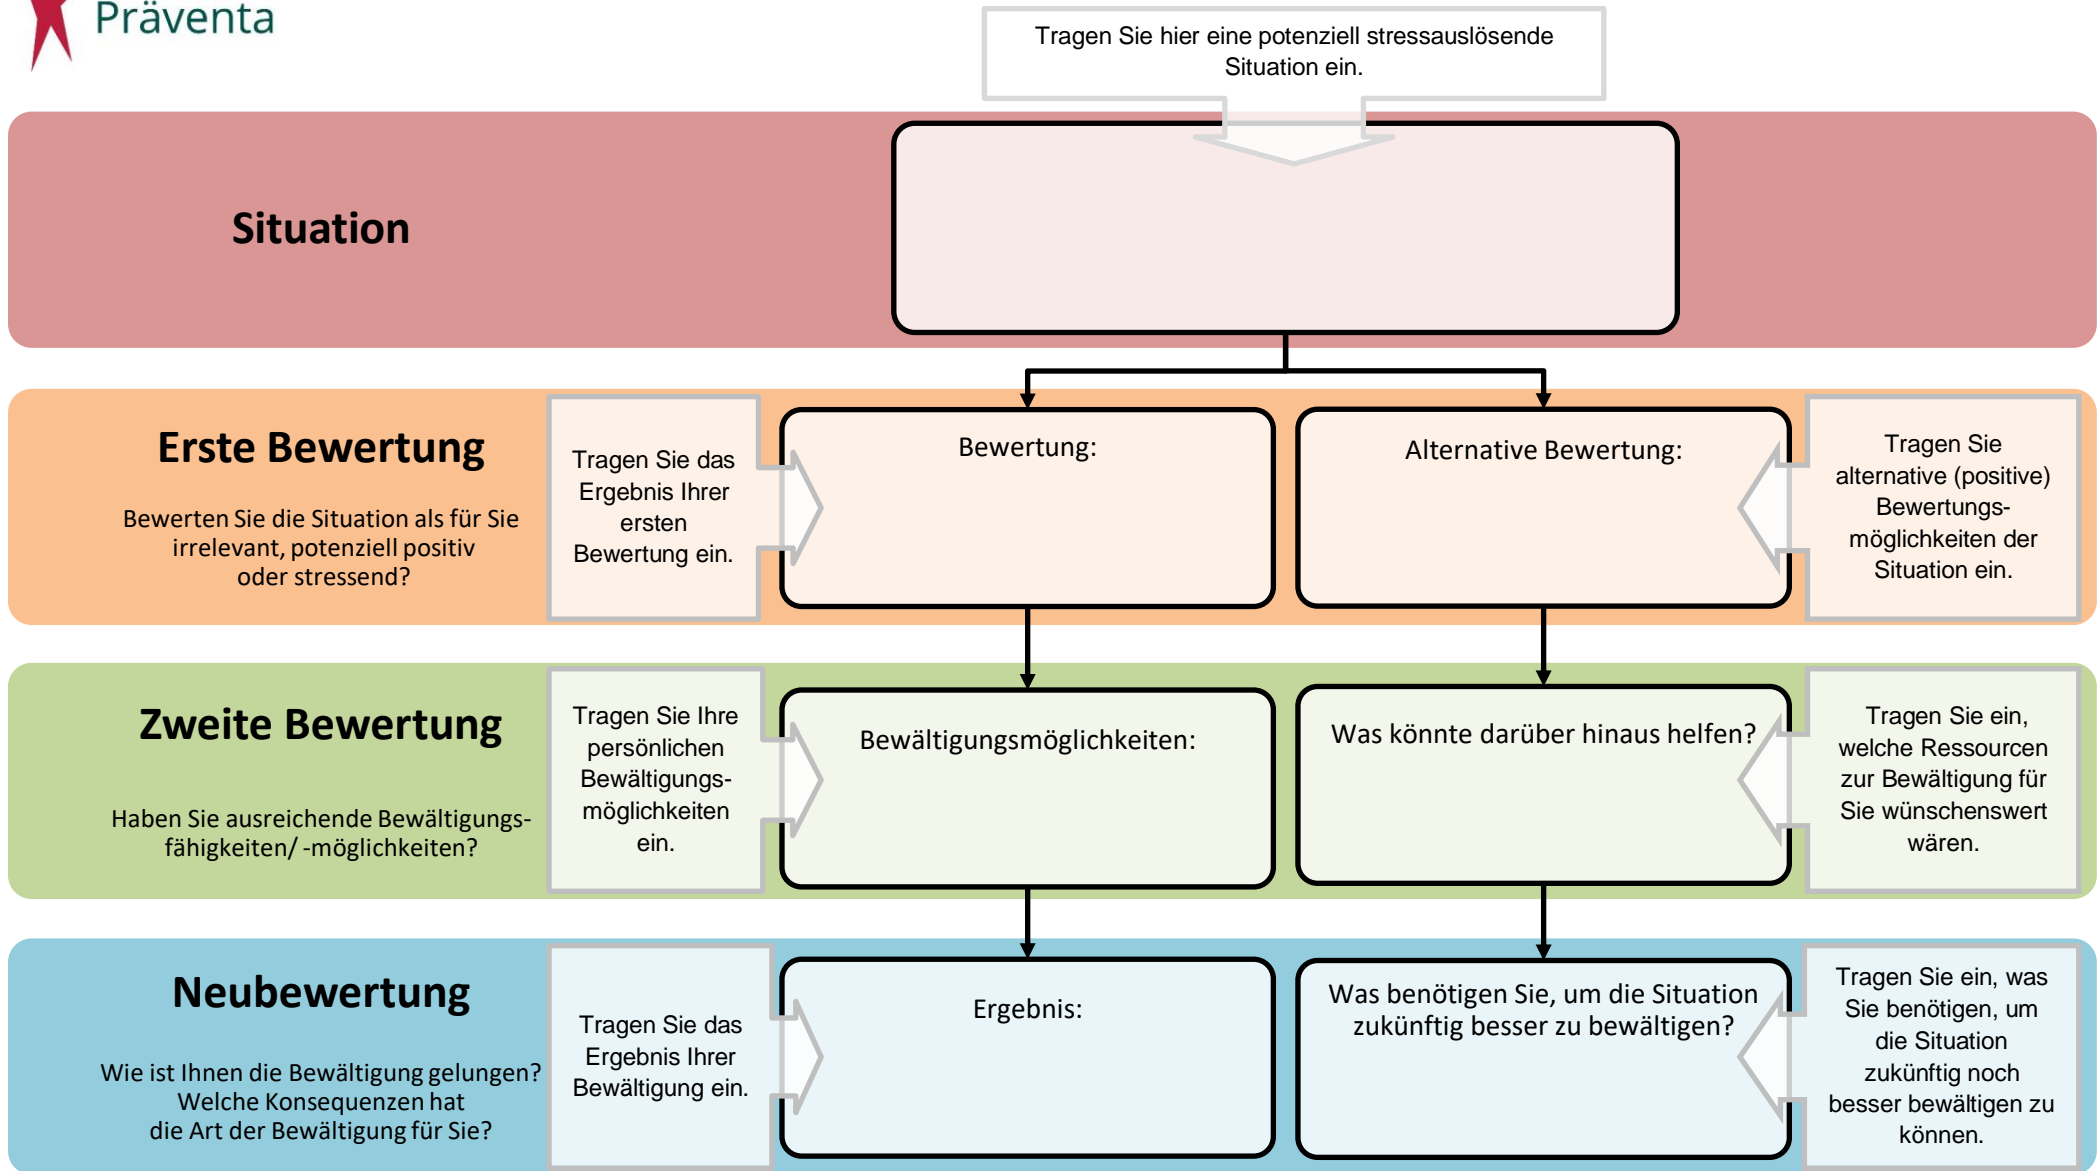 Präventa
Tragen Sie hier eine potenziell stressauslösende
Situation ein.
Situation
Erste Bewertung
Bewerten Sie die Situation als für Sie
irrelevant, potenziell positiv
oder stressend?
Tragen Sie das
Ergebnis Ihrer
ersten
Bewertung ein.
Bewertung:
Alternative Bewertung:
Tragen Sie
alternative (positive)
Bewertungs-
möglichkeiten der
Situation ein.
Zweite Bewertung
Haben Sie ausreichende Bewältigungs-
fähigkeiten/ -möglichkeiten?
Tragen Sie Ihre
persönlichen
Bewältigungs-
möglichkeiten
ein.
Bewältigungsmöglichkeiten:
Was könnte darüber hinaus helfen?
Tragen Sie ein,
welche Ressourcen
zur Bewältigung für
Sie wünschenswert
wären.
Neubewertung
Wie ist Ihnen die Bewältigung gelungen?
Welche Konsequenzen hat
die Art der Bewältigung für Sie?
Tragen Sie das
Ergebnis Ihrer
Bewältigung ein.
Ergebnis:
Was benötigen Sie, um die Situation
zukünftig besser zu bewältigen?
Tragen Sie ein, was
Sie benötigen, um
die Situation
zukünftig noch
besser bewältigen zu
können.